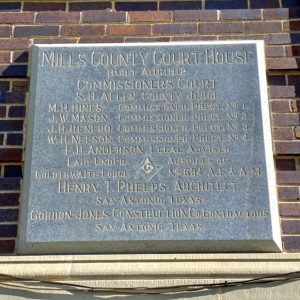 MILLS COUNTY COURT HOUSE
BUILT A.D. 1912
COMMISSIONERS COURT
S.H. ALLEN COUNTY JUDGE
M.H. HINES COMMISSIONER PRECT. NO. 1.
J.W. MASON COMMISSIONER PRECT. NO. 2.
J.H. RENFRO COMMISSIONER PRECT. NO. 3.
W.H. NELSON COMMISSIONER PRECT. NO. 4.
F.P. ANDERSON LEGAL ADVISER
LAID UNDER AUSPICES OF
GOLDTHWAITE LODGE NO. 694 A.F. & A.M.
HENRY T. PHELPS ARCHITECT
SAN ANTONIO TEXAS
GORDON-JONES CONSTRUCTION CO. CONTRACTORS
SAN ANTONIO TEXAS